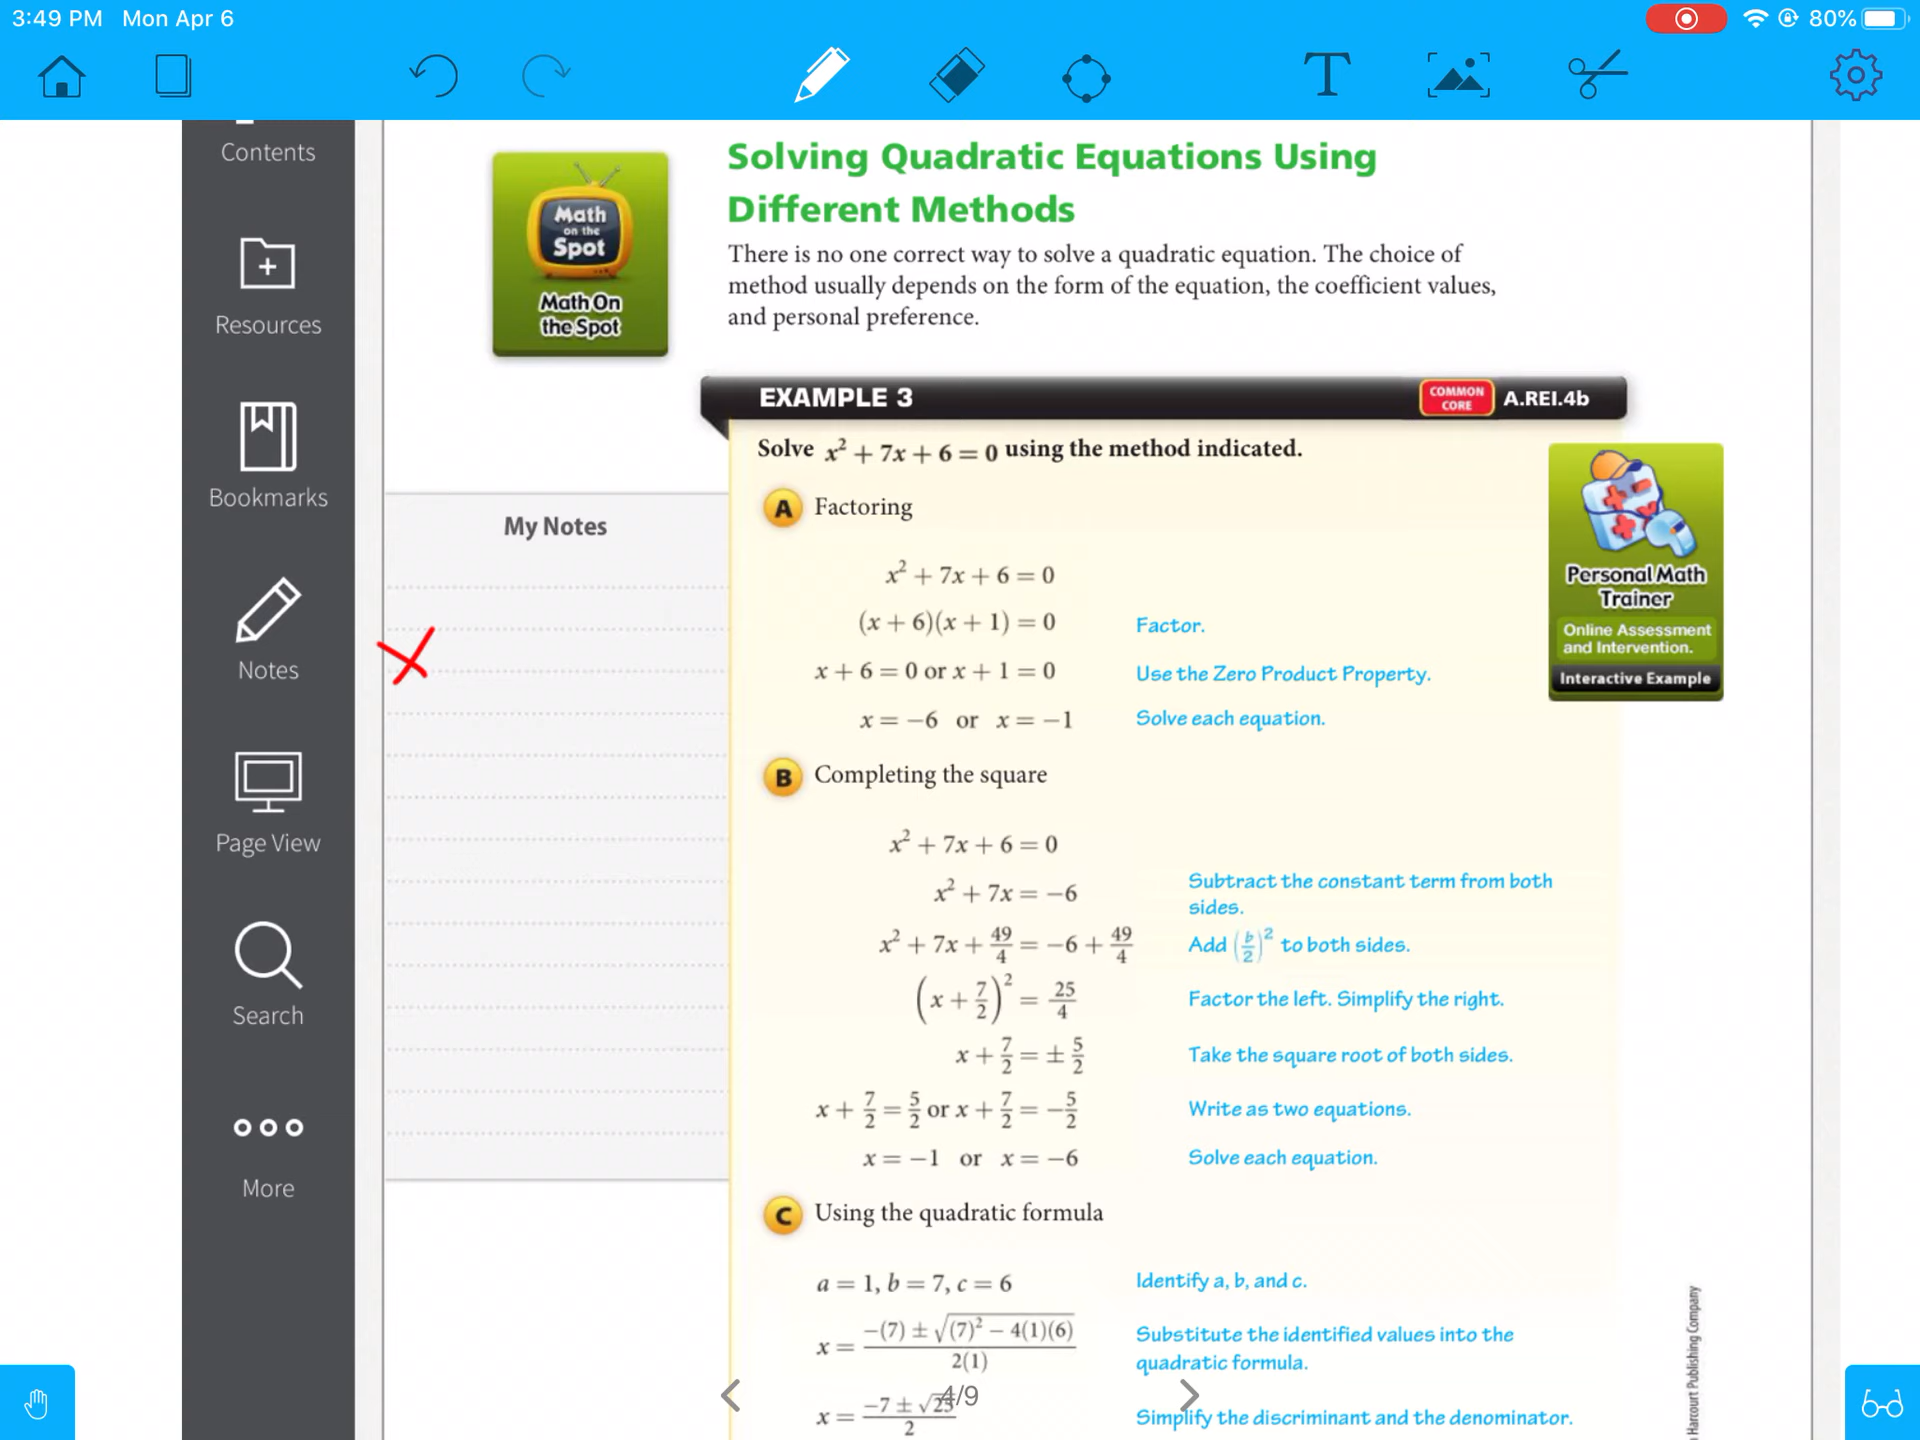 3:49 PM Mon Apr 6
80%
T
Contents
Resources
Bookmarks
Notes
Page View
Search
More
Math
on the
Spot
Math On
the Spot
Solving Quadratic Equations Using
Different Methods
There is no one correct way to solve a quadratic equation. The choice of
method usually depends on the form of the equation, the coefficient values,
and personal preference.
EXAMPLE 3
COMMON
CORE
A.REI.4b
My Notes
Solve x² + 7x + 6 = 0 using the method indicated.
A Factoring
x² + 7x + 6 = 0
(x + 6)(x + 1) = 0 Factor.
x + 6 = 0 or x + 1 = 0 Use the Zero Product Property.
x = −6 or x = −1 Solve each equation.
Personal Math
Trainer
Online Assessment
and Intervention.
Interactive Example
B Completing the square
x² + 7x + 6 = 0
x² + 7x = −6 Subtract the constant term from both
sides.
x² + 7x + 49/4 = −6 + 49/4 Add (b/2)² to both sides.
(x + 7/2)² = 25/4 Factor the left. Simplify the right.
x + 7/2 = ± 5/2 Take the square root of both sides.
x + 7/2 = 5/2 or x + 7/2 = −5/2 Write as two equations.
x = −1 or x = −6 Solve each equation.
C Using the quadratic formula
a = 1, b = 7, c = 6 Identify a, b, and c.
x = (−(7) ± √((7)² − 4(1)(6)))/2(1) Substitute the identified values into the
quadratic formula.
x = (−7 ± √25)/2 Simplify the discriminant and the denominator.
4/9
Harcourt Publishing Company